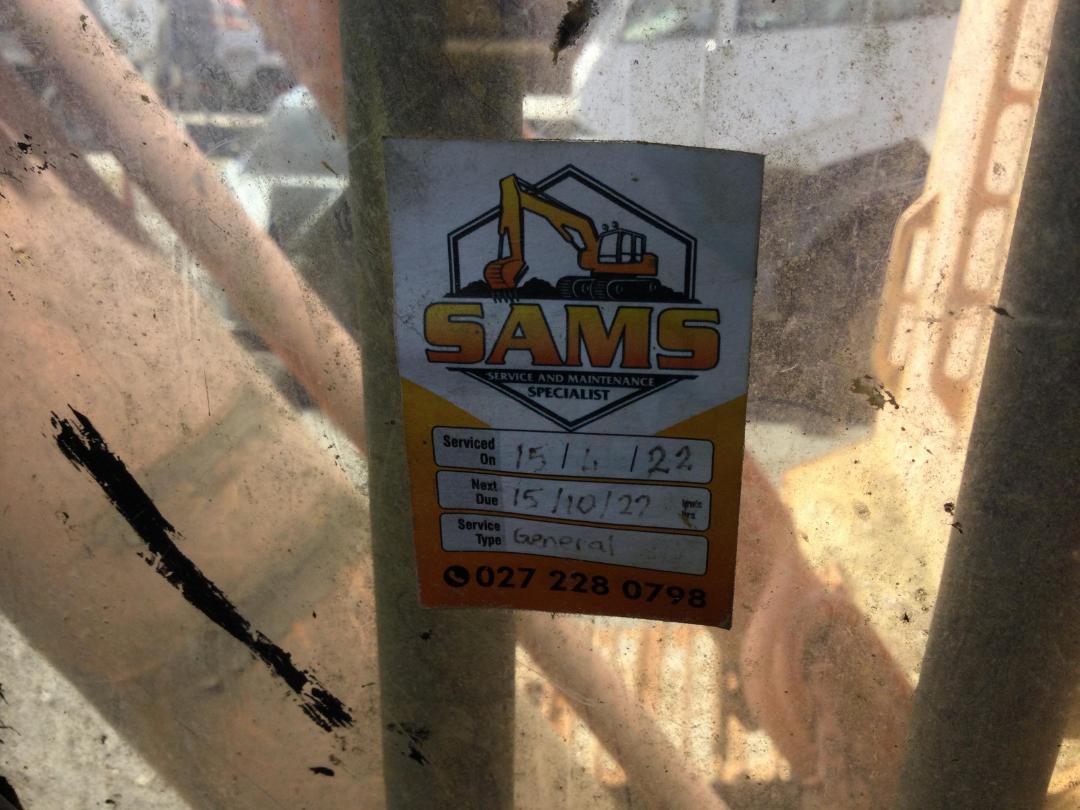 SAMS
SERVICE AND MAINTENANCE
SPECIALIST
Serviced On 15/4/22
Next Due 15/10/22
Service Type General
027 228 0798